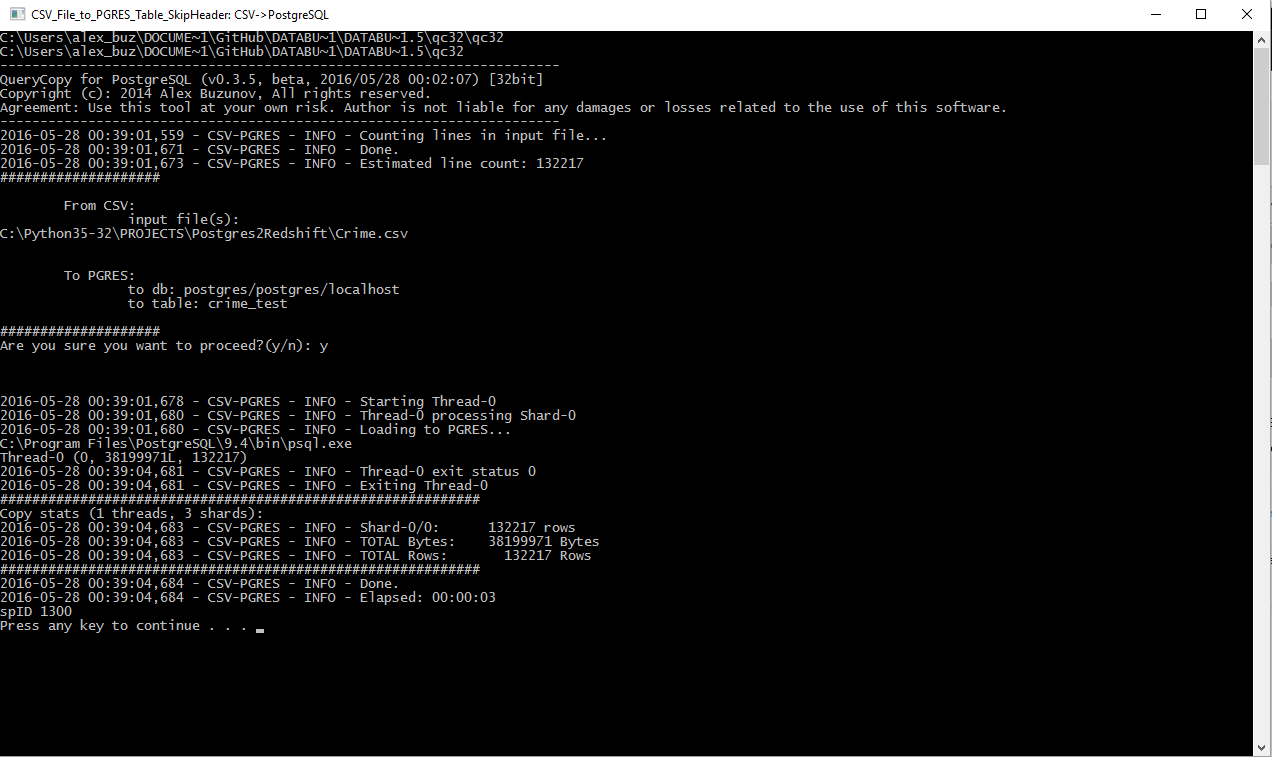 CSV_File_to_PGRES_Table_SkipHeader: CSV->PostgreSQL
C:\Users\alex_buz\DOCUME~1\GitHub\DATABU~1\DATABU~1.5\qc32\qc32
C:\Users\alex_buz\DOCUME~1\GitHub\DATABU~1\DATABU~1.5\qc32
----------------------------------------------------------------------
QueryCopy for PostgreSQL (v0.3.5, beta, 2016/05/28 00:02:07) [32bit]
Copyright (c): 2014 Alex Buzunov, All rights reserved.
Agreement: Use this tool at your own risk. Author is not liable for any damages or losses related to the use of this software.
----------------------------------------------------------------------
2016-05-28 00:39:01,559 - CSV-PGRES - INFO - Counting lines in input file...
2016-05-28 00:39:01,671 - CSV-PGRES - INFO - Done.
2016-05-28 00:39:01,673 - CSV-PGRES - INFO - Estimated line count: 132217
####################
From CSV:
input file(s):
C:\Python35-32\PROJECTS\Postgres2Redshift\Crime.csv
To PGRES:
to db: postgres/postgres/localhost
to table: crime_test
####################
Are you sure you want to proceed?(y/n): y
2016-05-28 00:39:01,678 - CSV-PGRES - INFO - Starting Thread-0
2016-05-28 00:39:01,680 - CSV-PGRES - INFO - Thread-0 processing Shard-0
2016-05-28 00:39:01,680 - CSV-PGRES - INFO - Loading to PGRES...
C:\Program Files\PostgreSQL\9.4\bin\psql.exe
Thread-0 (0, 38199971L, 132217)
2016-05-28 00:39:04,681 - CSV-PGRES - INFO - Thread-0 exit status 0
2016-05-28 00:39:04,681 - CSV-PGRES - INFO - Exiting Thread-0
############################################################
Copy stats (1 threads, 3 shards):
2016-05-28 00:39:04,683 - CSV-PGRES - INFO - Shard-0/0:      132217 rows
2016-05-28 00:39:04,683 - CSV-PGRES - INFO - TOTAL Bytes:    38199971 Bytes
2016-05-28 00:39:04,683 - CSV-PGRES - INFO - TOTAL Rows:       132217 Rows
############################################################
2016-05-28 00:39:04,684 - CSV-PGRES - INFO - Done.
2016-05-28 00:39:04,684 - CSV-PGRES - INFO - Elapsed: 00:00:03
spID 1300
Press any key to continue . . .